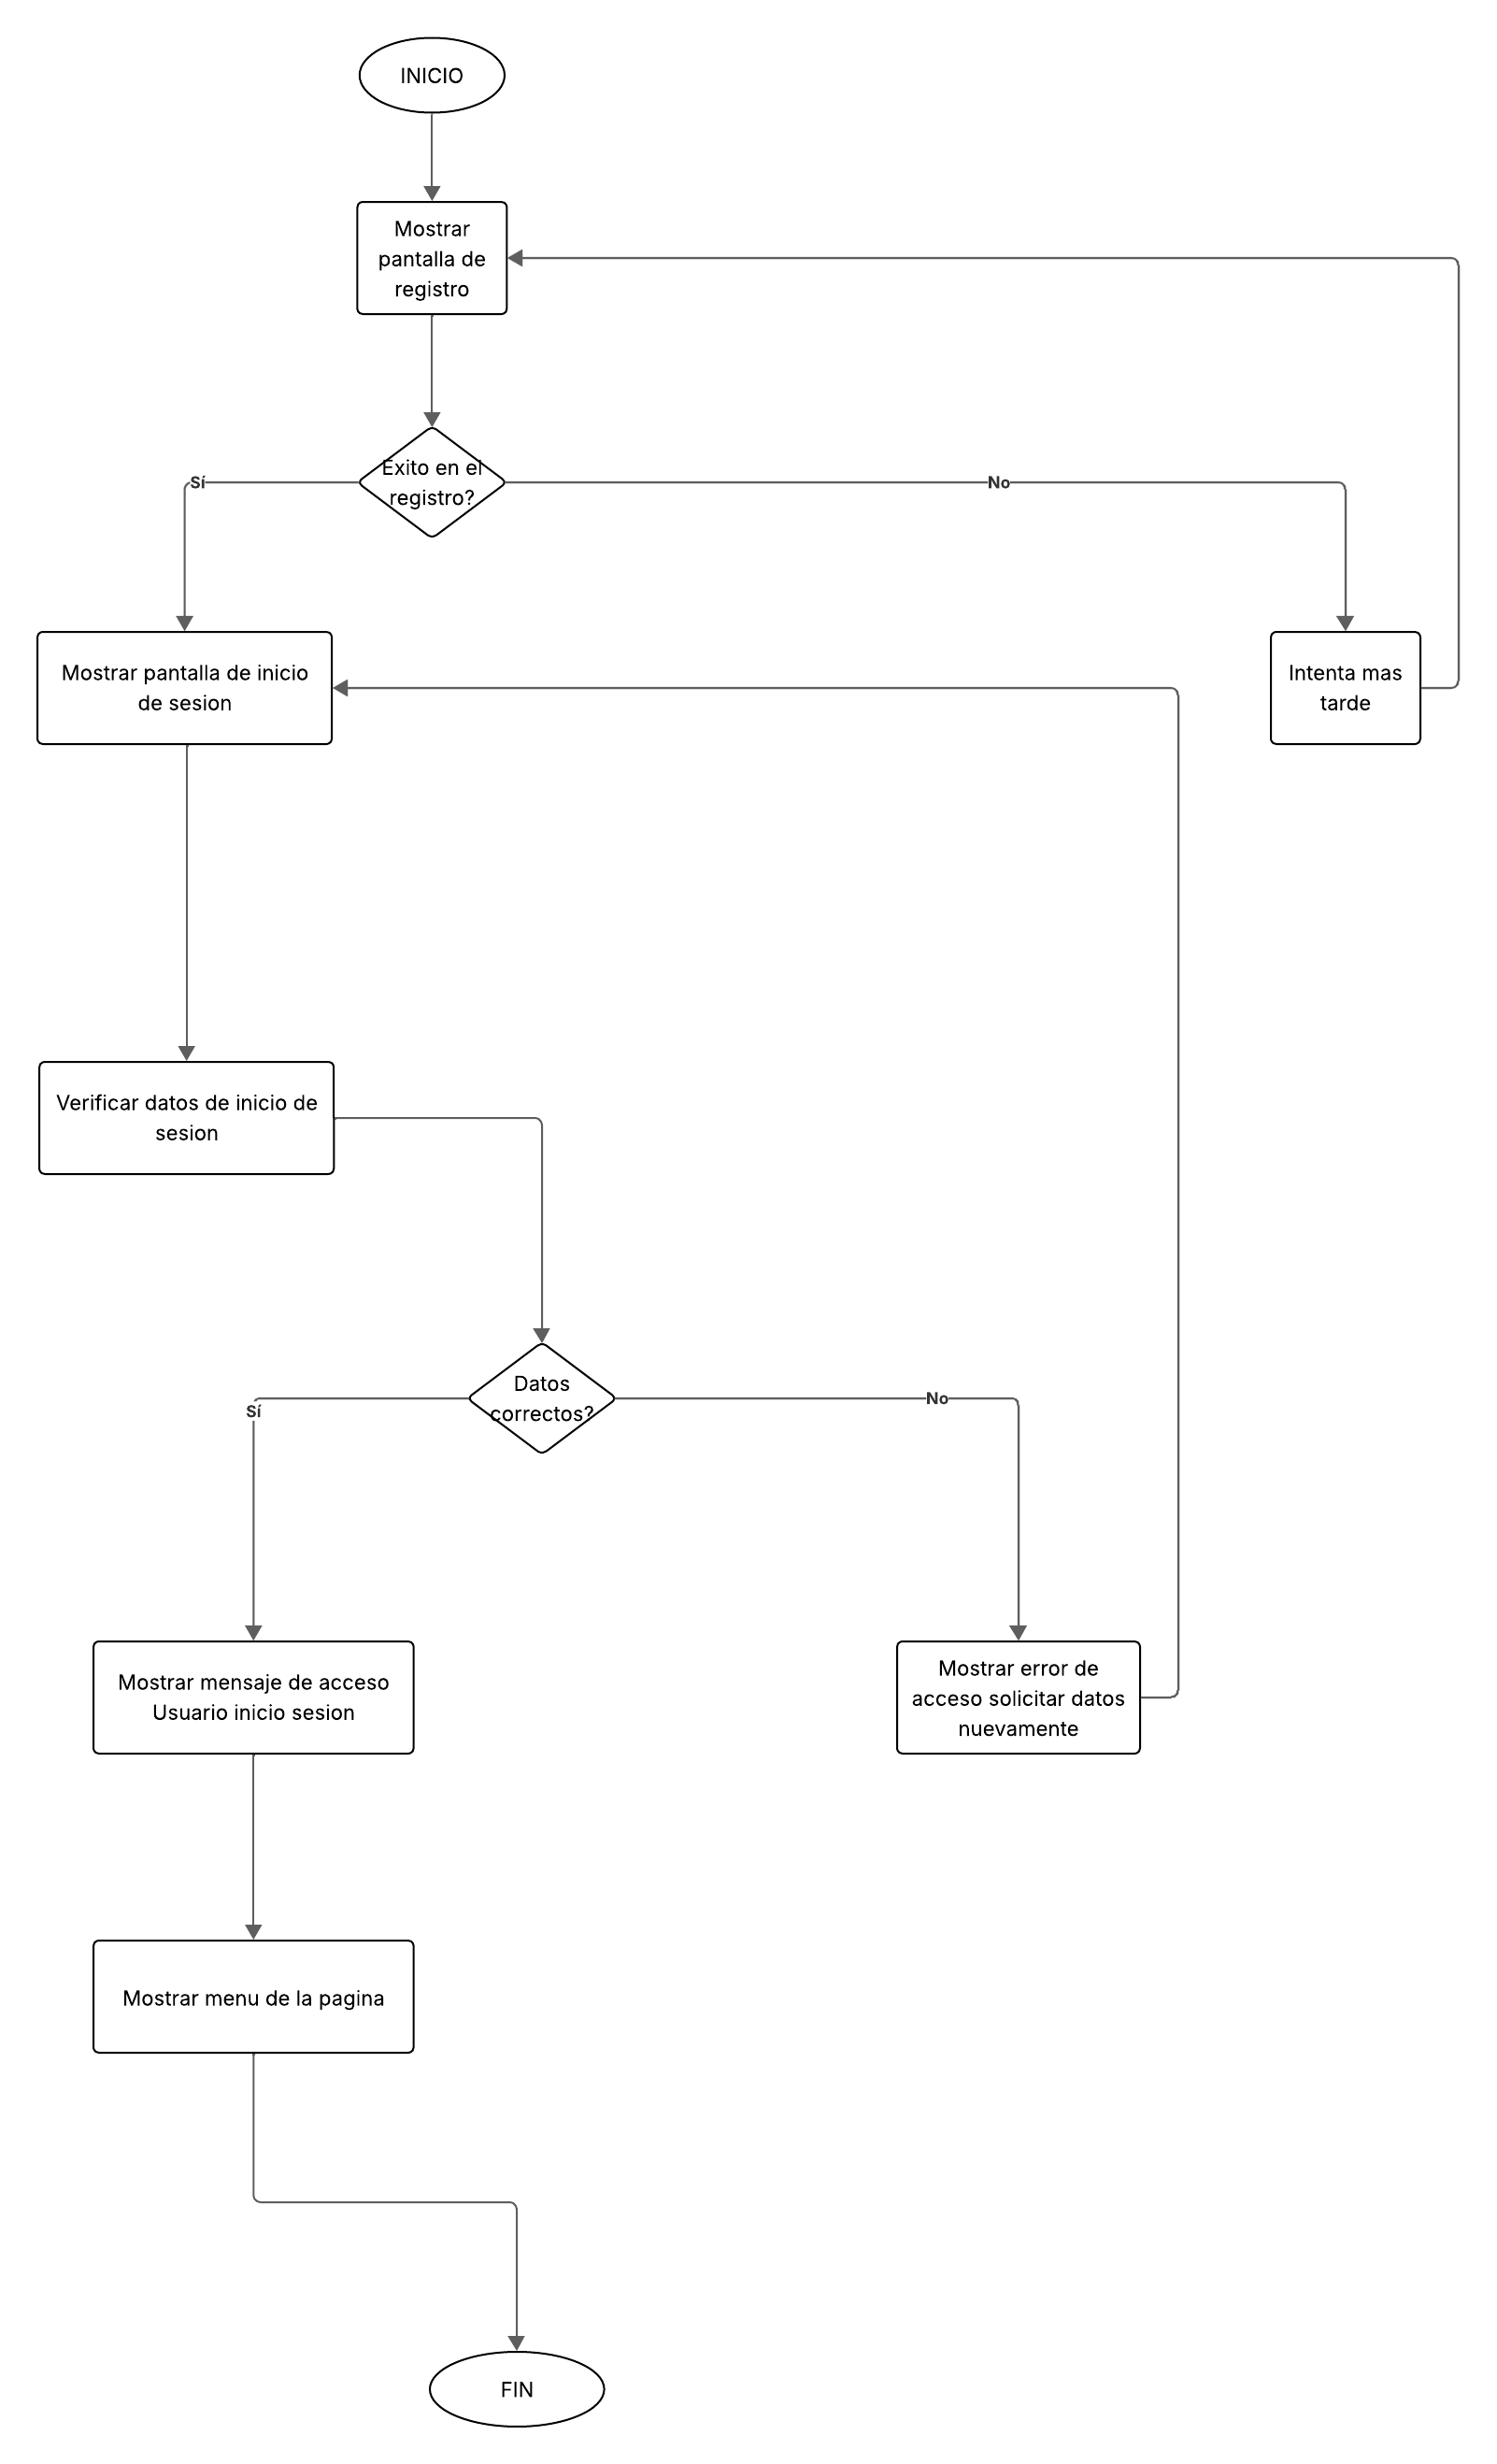 INICIO
Mostrar
pantalla de
registro
Exito en el
registro?
Sí
No
Mostrar pantalla de inicio
de sesion
Intenta mas
tarde
Verificar datos de inicio de
sesion
Datos
correctos?
Sí
No
Mostrar mensaje de acceso
Usuario inicio sesion
Mostrar error de
acceso solicitar datos
nuevamente
Mostrar menu de la pagina
FIN